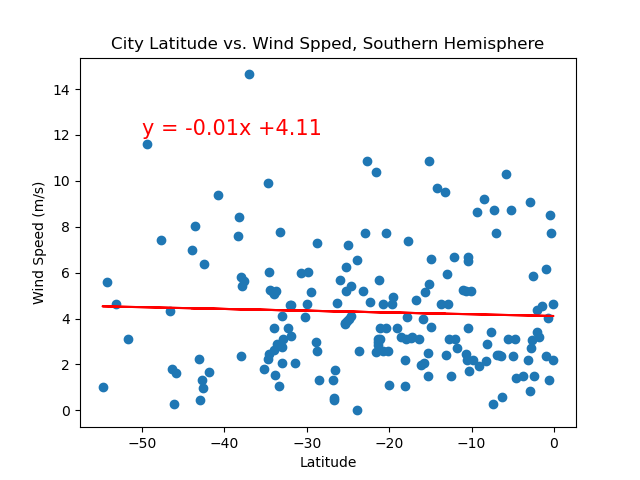 City Latitude vs. Wind Spped, Southern Hemisphere
y = -0.01x +4.11
Wind Speed (m/s)
14
12
10
8
6
4
2
0
−50 −40 −30 −20 −10 0
Latitude